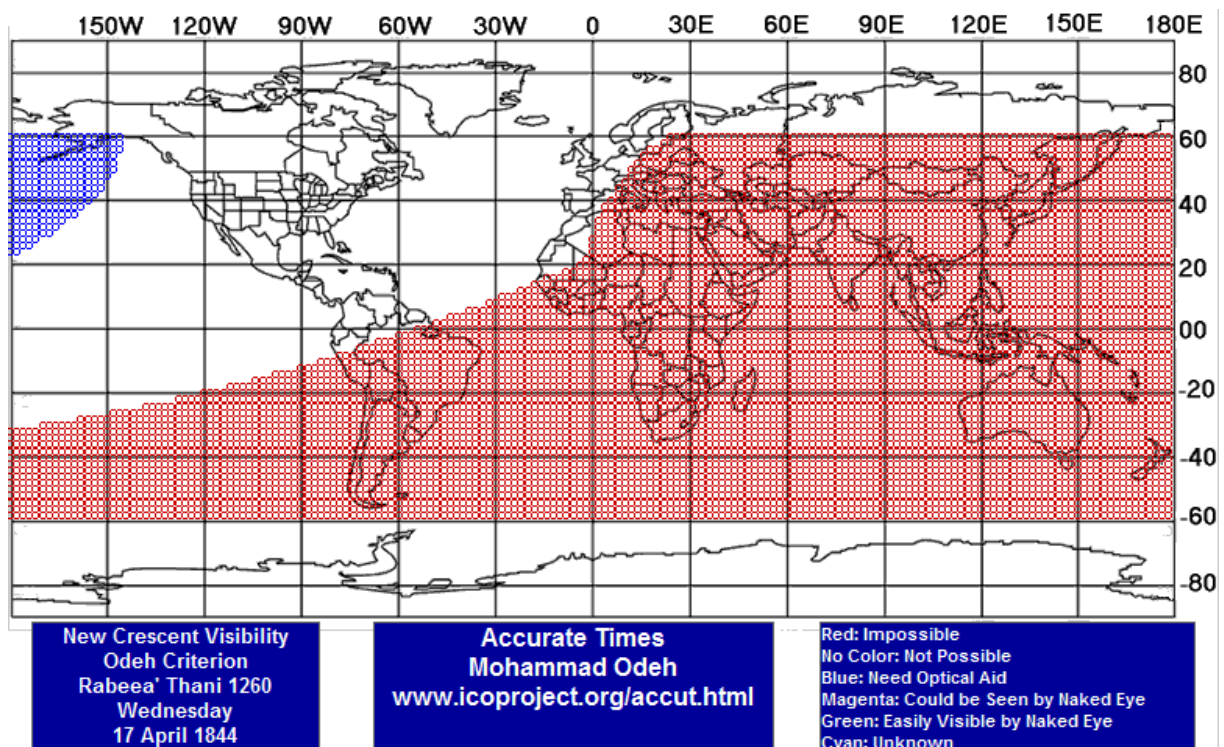 150W 120W 90W 60W 30W 0 30E 60E 90E 120E 150E 180E
80
60
40
20
00
-20
-40
-60
-80
New Crescent Visibility
Odeh Criterion
Rabeea' Thani 1260
Wednesday
17 April 1844
Accurate Times
Mohammad Odeh
www.icoproject.org/accut.html
Red: Impossible
No Color: Not Possible
Blue: Need Optical Aid
Magenta: Could be Seen by Naked Eye
Green: Easily Visible by Naked Eye
Cyan: Unknown